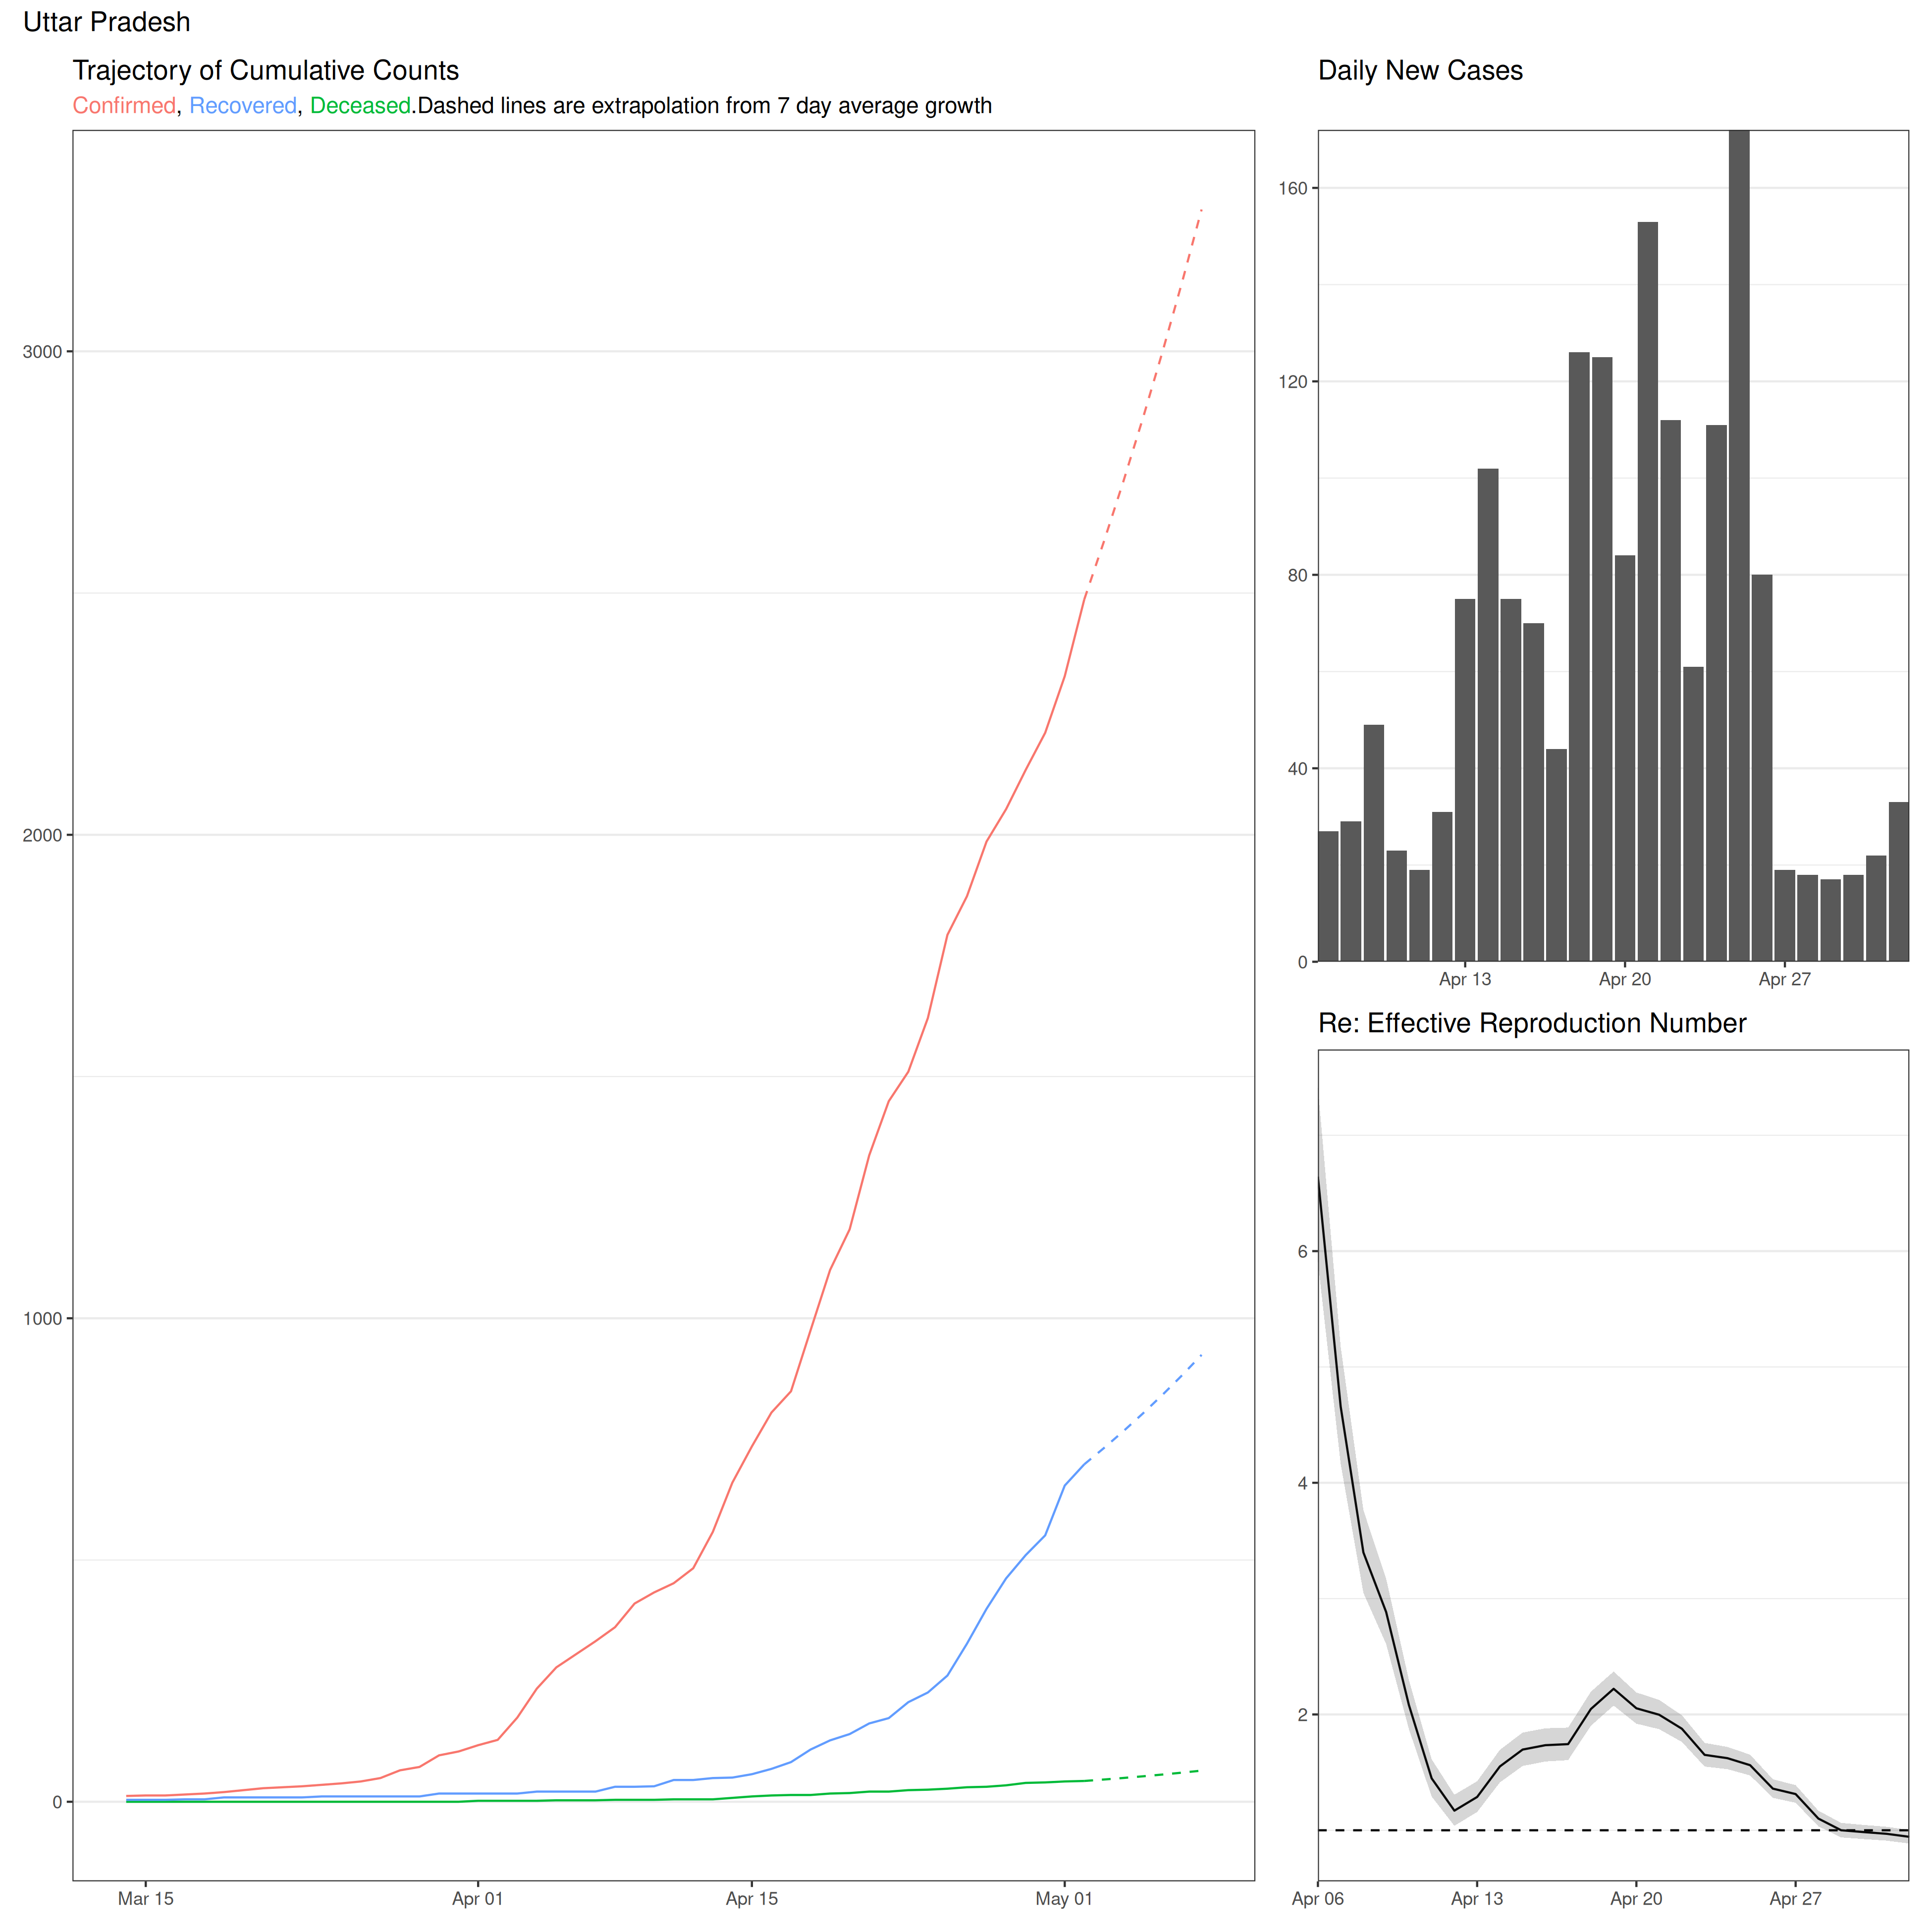 Uttar Pradesh
Trajectory of Cumulative Counts
Confirmed, Recovered, Deceased.Dashed lines are extrapolation from 7 day average growth
3000
2000
1000
0
Mar 15 Apr 01 Apr 15 May 01
Daily New Cases
160
120
80
40
0
Apr 13 Apr 20 Apr 27
Re: Effective Reproduction Number
6
4
2
Apr 06 Apr 13 Apr 20 Apr 27